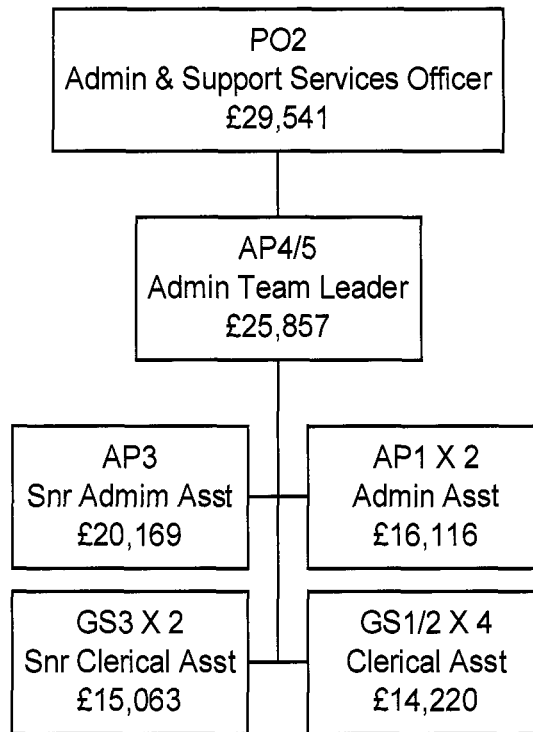 PO2
Admin & Support Services Officer
£29,541
AP4/5
Admin Team Leader
£25,857
AP3
Snr Admim Asst
£20,169
AP1 X 2
Admin Asst
£16,116
GS3 X 2
Snr Clerical Asst
£15,063
GS1/2 X 4
Clerical Asst
£14,220